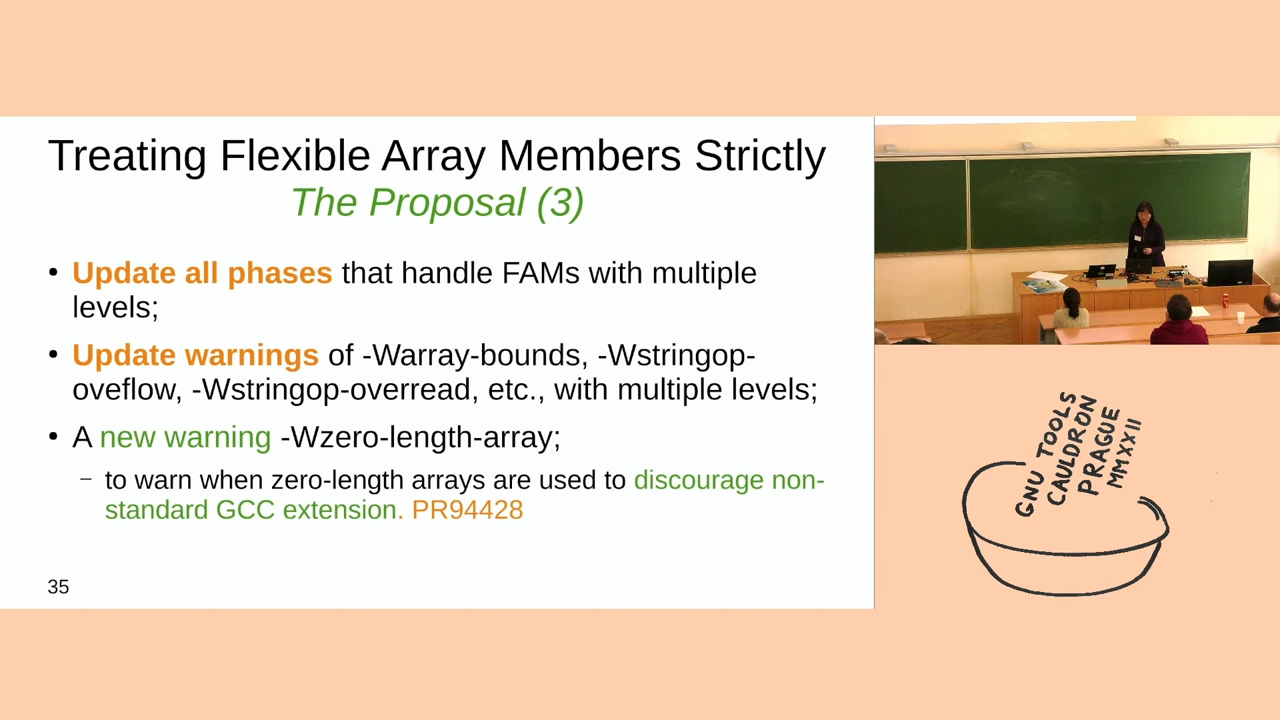 Treating Flexible Array Members Strictly
The Proposal (3)
• Update all phases that handle FAMs with multiple
levels;
• Update warnings of -Warray-bounds, -Wstringop-
oveflow, -Wstringop-overread, etc., with multiple levels;
• A new warning -Wzero-length-array;
– to warn when zero-length arrays are used to discourage non-
standard GCC extension. PR94428
35
GNU TOOLS
CAULDRON
PRAGUE
MMXXII